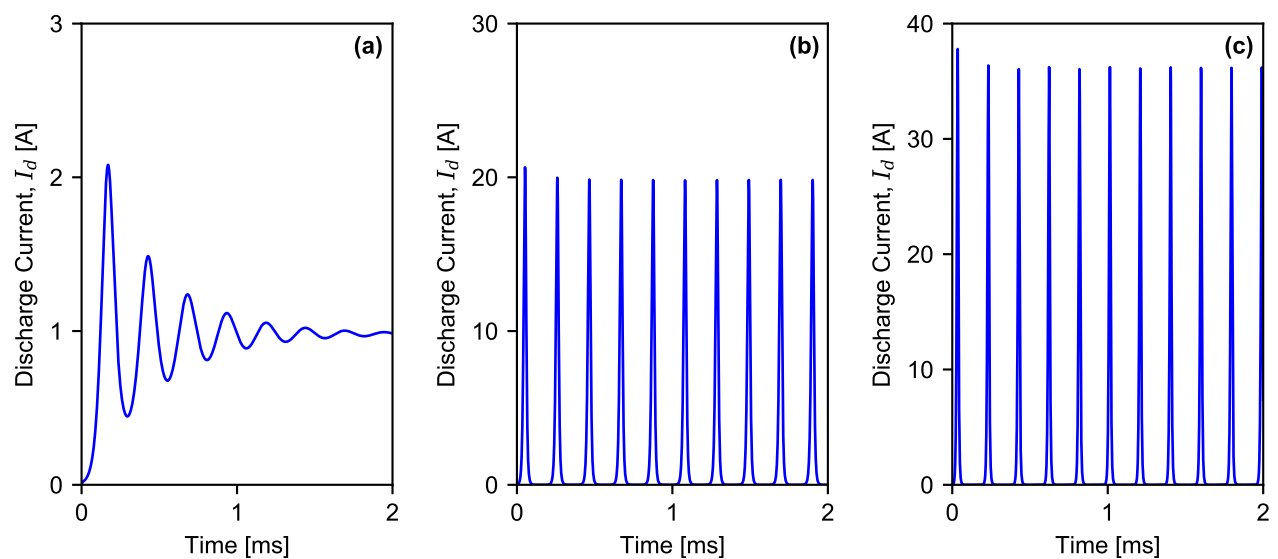 (a)
3
2
1
0
Discharge Current, I_d [A]
0 1 2
Time [ms]
(b)
30
20
10
0
Discharge Current, I_d [A]
0 1 2
Time [ms]
(c)
40
30
20
10
0
Discharge Current, I_d [A]
0 1 2
Time [ms]